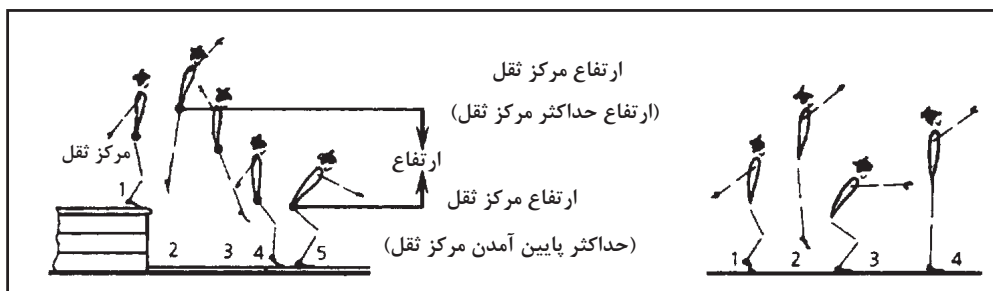 ارتفاع مرکز ثقل
(ارتفاع حداکثر مرکز ثقل)
مرکز ثقل
ارتفاع
ارتفاع مرکز ثقل
(حداکثر پایین آمدن مرکز ثقل)
1
2 3 4 5
1 2 3 4